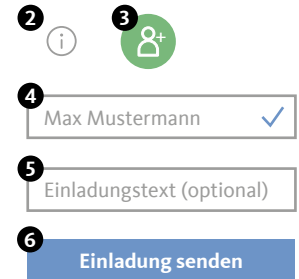 2 3
4
Max Mustermann
5
Einladungstext (optional)
6
Einladung senden